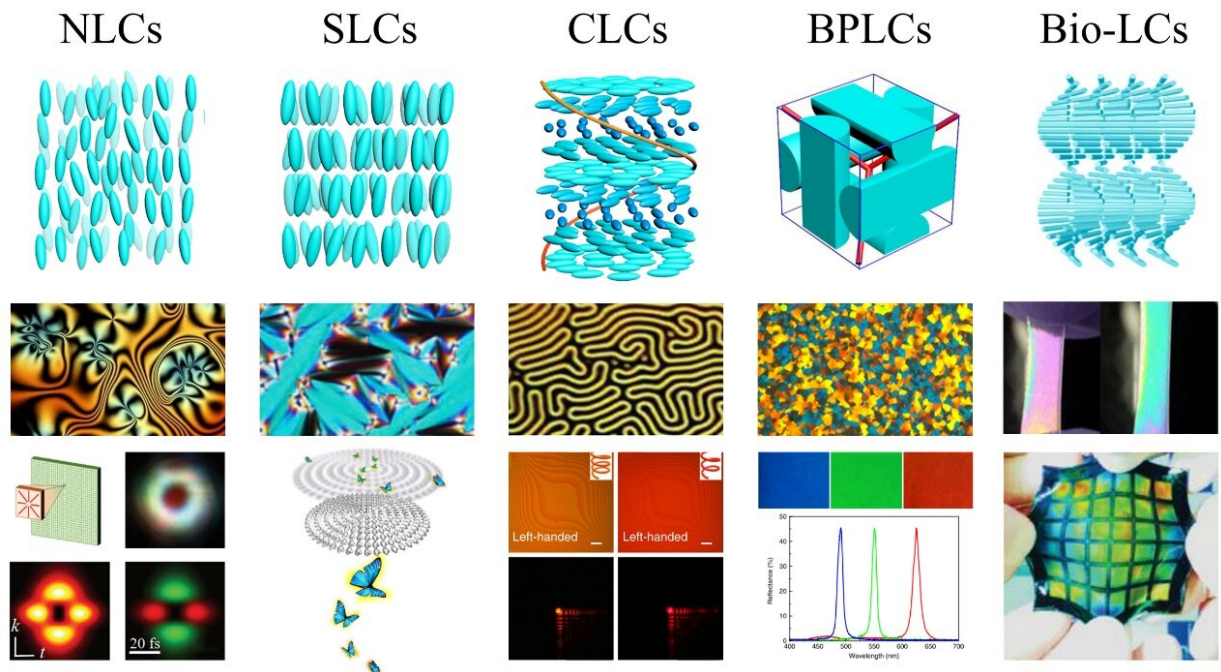 NLCs
SLCs
CLCs
BPLCs
Bio-LCs
Left-handed
Left-handed
k
t
20 fs
Reflectance (%)
50
40
30
20
10
0
400
450
500
550
600
650
700
Wavelength (nm)